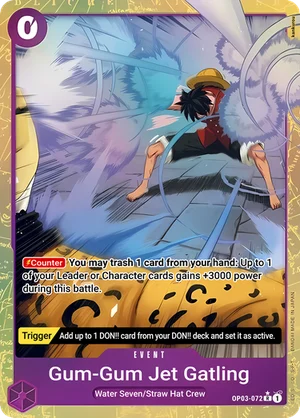 0
⚡Counter You may trash 1 card from your hand: Up to 1
of your Leader or Character cards gains +3000 power
during this battle.
Trigger Add up to 1 DON!! card from your DON!! deck and set it as active.
EVENT
Gum-Gum Jet Gatling
Water Seven/Straw Hat Crew
OP03-072 R 1